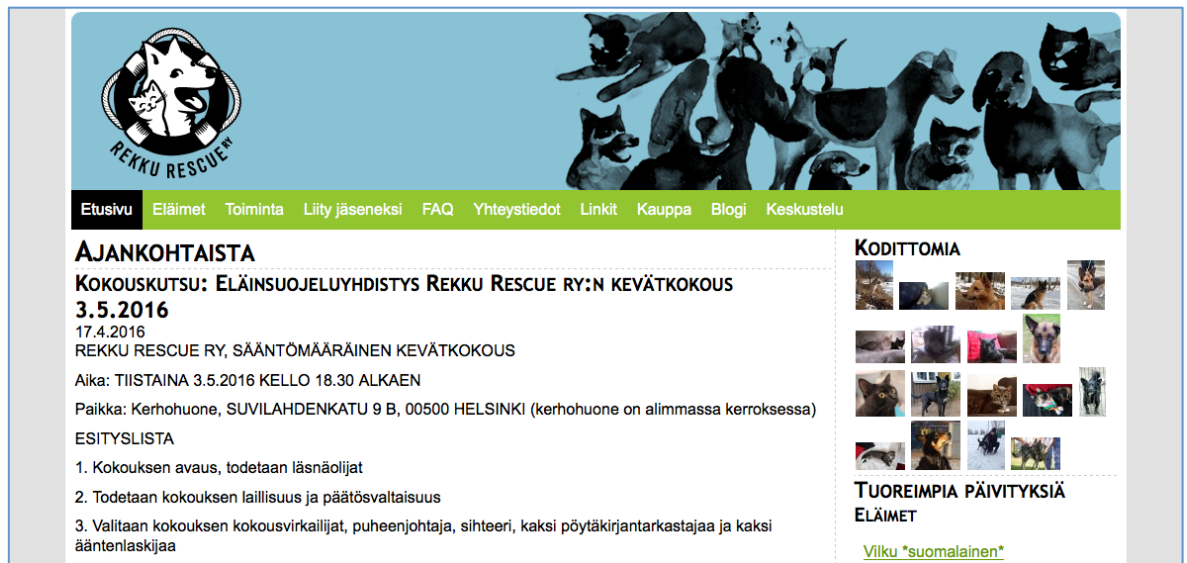 REKKU RESCUE RY
Etusivu Eläimet Toiminta Liity jäseneksi FAQ Yhteystiedot Linkit Kauppa Blogi Keskustelu
AJANKOHTAISTA
KOKOUSKUTSU: ELÄINSUOJELUYHDISTYS REKKU RESCUE RY:N KEVÄTKOKOUS
3.5.2016
17.4.2016
REKKU RESCUE RY, SÄÄNTÖMÄÄRÄINEN KEVÄTKOKOUS
Aika: TIISTAINA 3.5.2016 KELLO 18.30 ALKAEN
Paikka: Kerhohuone, SUVILAHDENKATU 9 B, 00500 HELSINKI (kerhohuone on alimmassa kerroksessa)
ESITYSLISTA
1. Kokouksen avaus, todetaan läsnäolijat
2. Todetaan kokouksen laillisuus ja päätösvaltaisuus
3. Valitaan kokouksen kokousvirkailijat, puheenjohtaja, sihteeri, kaksi pöytäkirjantarkastajaa ja kaksi
ääntenlaskijaa
KODITTOMIA
TUOREIMPIA PÄIVITYKSIÄ
ELÄIMET
Vilku *suomalainen*